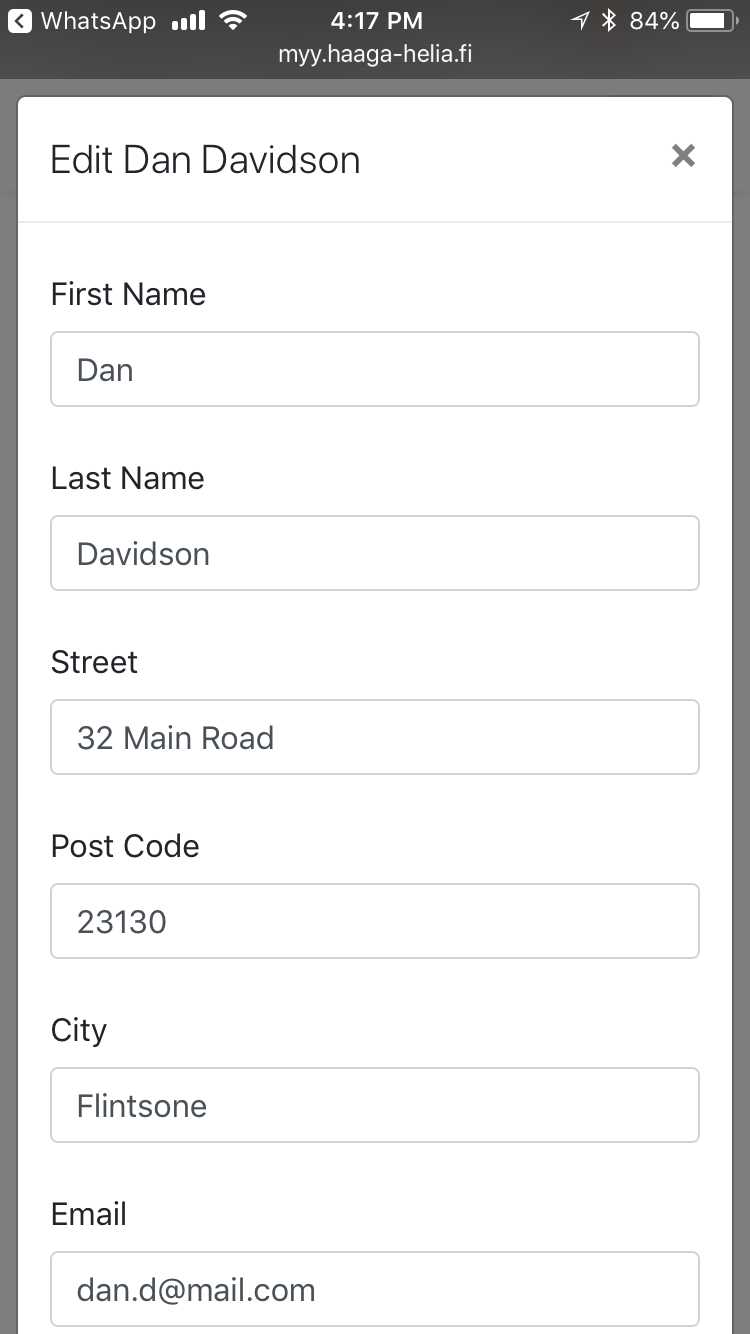 WhatsApp 4:17 PM 84%
myy.haaga-helia.fi
Edit Dan Davidson ×
First Name
Dan
Last Name
Davidson
Street
32 Main Road
Post Code
23130
City
Flintsone
Email
dan.d@mail.com